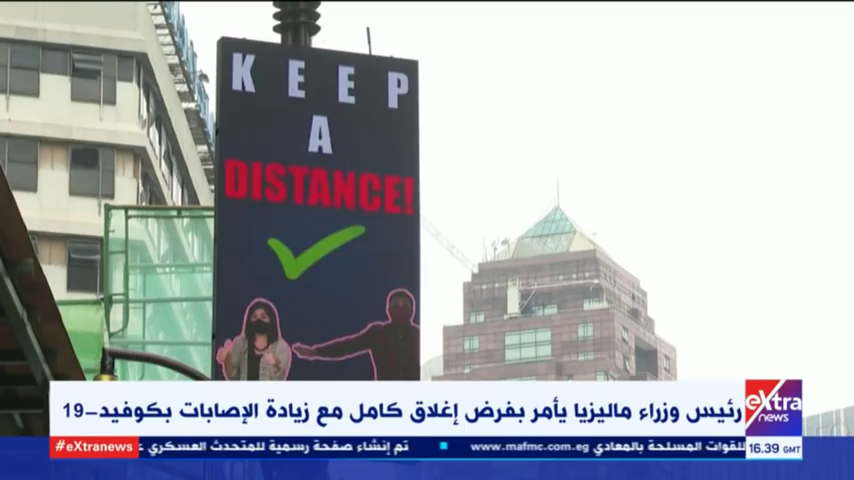 KEEP
A
DISTANCE!
رئيس وزراء ماليزيا يأمر بفرض إغلاق كامل مع زيادة الإصابات بكوفيد-19
eXtra
news
#eXtranews
للقوات المسلحة بالمعادي www.mafmc.com.eg ■ تم إنشاء صفحة رسمية للمتحدث العسكري
16.39 GMT